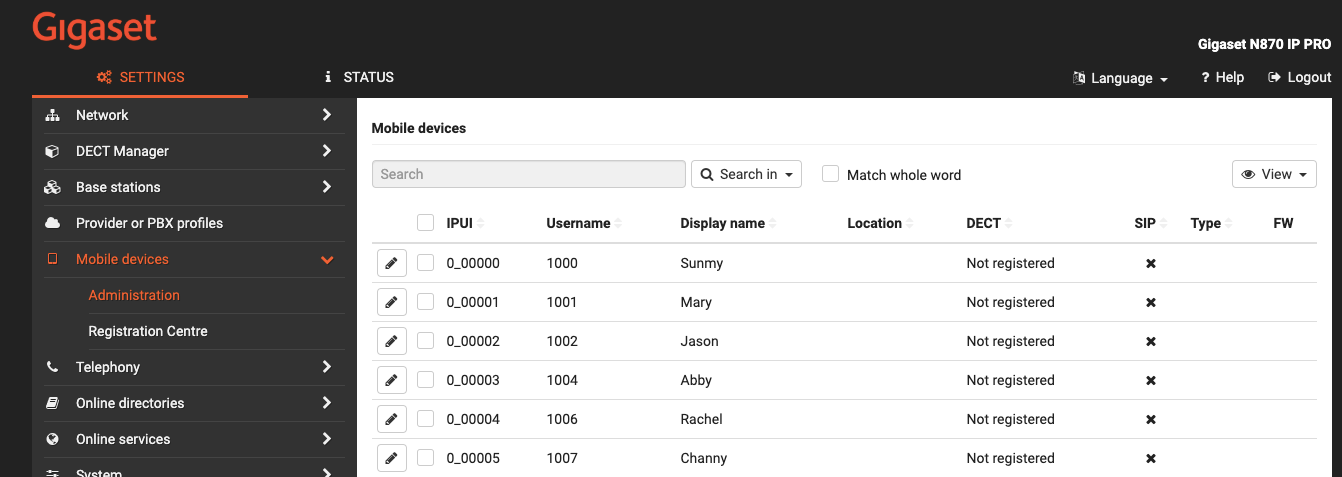 Gigaset
Gigaset N870 IP PRO
SETTINGS
STATUS
Language
? Help
Logout
Network
DECT Manager
Base stations
Provider or PBX profiles
Mobile devices
Administration
Registration Centre
Telephony
Online directories
Online services
System
Mobile devices
Search
Search in
Match whole word
View
IPUI Username Display name Location DECT SIP Type FW
0_00000 1000 Sunmy Not registered
0_00001 1001 Mary Not registered
0_00002 1002 Jason Not registered
0_00003 1004 Abby Not registered
0_00004 1006 Rachel Not registered
0_00005 1007 Channy Not registered